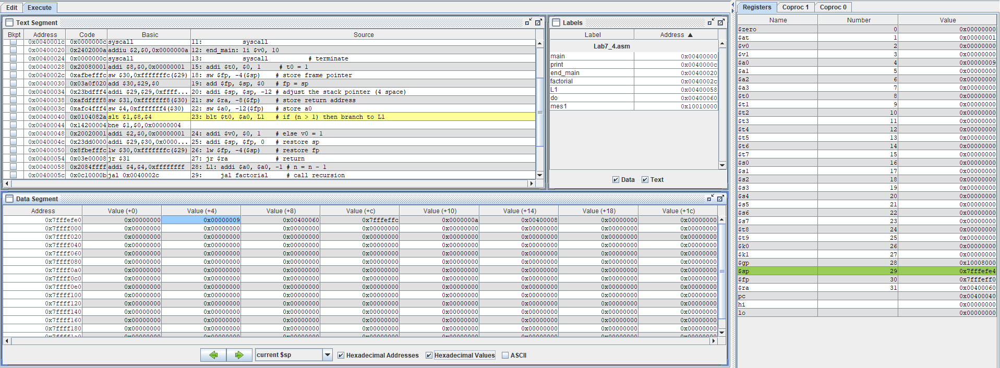 Edit Execute
Text Segment
Bkpt Address Code Basic Source
0x0040001c 0x0000000c syscall 11: syscall
0x00400020 0x2402000a addiu $2,$0,0x0000000a 12: end_main: li $v0, 10
0x00400024 0x0000000c syscall 13: syscall # terminate
0x00400028 0x20080001 addi $8,$0,0x00000001 15: addi $t0, $0, 1 # t0 = 1
0x0040002c 0xafbefffc sw $30,0xfffffffc($29) 18: sw $fp, -4($sp) # store frame pointer
0x00400030 0x03a0f020 add $30,$29,$0 19: add $fp, $sp, $0 # fp = sp
0x00400034 0x23bdfff4 addi $29,$29,0xffff... 20: addi $sp, $sp, -12 # adjust the stack pointer (4 space)
0x00400038 0xafdffff8 sw $31,0xfffffff8($30) 21: sw $ra, -8($fp) # store return address
0x0040003c 0xafc4fff4 sw $4,0xfffffff4($30) 22: sw $a0, -12($fp) # store a0
0x00400040 0x0104082a slt $1,$8,$4 23: blt $t0, $a0, L1 # if (n > 1) then branch to L1
0x00400044 0x14200004 bne $1,$0,0x00000004
0x00400048 0x20020001 addi $2,$0,0x00000001 24: addi $v0, $0, 1 # else v0 = 1
0x0040004c 0x23dd0000 addi $29,$30,0x0000... 25: addi $sp, $fp, 0 # restore sp
0x00400050 0x8fbefffc lw $30,0xfffffffc($29) 26: lw $fp, -4($sp) # restore fp
0x00400054 0x03e00008 jr $31 27: jr $ra # return
0x00400058 0x2084ffff addi $4,$4,0xffffffff 28: L1: addi $a0, $a0, -1 # n = n - 1
0x0040005c 0x0c10000b jal 0x0040002c 29: jal factorial # call recursion
Labels
Label Address ▲
Lab7_4.asm
main 0x00400000
print 0x0040000c
end_main 0x00400020
factorial 0x0040002c
L1 0x00400058
do 0x00400060
mes1 0x10010000
Data Text
Data Segment
Address Value (+0) Value (+4) Value (+8) Value (+c) Value (+10) Value (+14) Value (+18) Value (+1c)
0x7fffefe0 0x00000000 0x00000009 0x00400060 0x7fffeffc 0x0000000a 0x00400008 0x00000000 0x00000000
0x7ffff000 0x00000000 0x00000000 0x00000000 0x00000000 0x00000000 0x00000000 0x00000000 0x00000000
0x7ffff020 0x00000000 0x00000000 0x00000000 0x00000000 0x00000000 0x00000000 0x00000000 0x00000000
0x7ffff040 0x00000000 0x00000000 0x00000000 0x00000000 0x00000000 0x00000000 0x00000000 0x00000000
0x7ffff060 0x00000000 0x00000000 0x00000000 0x00000000 0x00000000 0x00000000 0x00000000 0x00000000
0x7ffff080 0x00000000 0x00000000 0x00000000 0x00000000 0x00000000 0x00000000 0x00000000 0x00000000
0x7ffff0a0 0x00000000 0x00000000 0x00000000 0x00000000 0x00000000 0x00000000 0x00000000 0x00000000
0x7ffff0c0 0x00000000 0x00000000 0x00000000 0x00000000 0x00000000 0x00000000 0x00000000 0x00000000
0x7ffff0e0 0x00000000 0x00000000 0x00000000 0x00000000 0x00000000 0x00000000 0x00000000 0x00000000
0x7ffff100 0x00000000 0x00000000 0x00000000 0x00000000 0x00000000 0x00000000 0x00000000 0x00000000
0x7ffff120 0x00000000 0x00000000 0x00000000 0x00000000 0x00000000 0x00000000 0x00000000 0x00000000
0x7ffff140 0x00000000 0x00000000 0x00000000 0x00000000 0x00000000 0x00000000 0x00000000 0x00000000
0x7ffff160 0x00000000 0x00000000 0x00000000 0x00000000 0x00000000 0x00000000 0x00000000 0x00000000
0x7ffff180 0x00000000 0x00000000 0x00000000 0x00000000 0x00000000 0x00000000 0x00000000 0x00000000
current $sp Hexadecimal Addresses Hexadecimal Values ASCII
Registers Coproc 1 Coproc 0
Name Number Value
$zero 0 0x00000000
$at 1 0x00000001
$v0 2 0x00000000
$v1 3 0x00000000
$a0 4 0x00000009
$a1 5 0x00000000
$a2 6 0x00000000
$a3 7 0x00000000
$t0 8 0x00000000
$t1 9 0x00000000
$t2 10 0x00000000
$t3 11 0x00000000
$t4 12 0x00000000
$t5 13 0x00000000
$t6 14 0x00000000
$t7 15 0x00000000
$s0 16 0x00000000
$s1 17 0x00000000
$s2 18 0x00000000
$s3 19 0x00000000
$s4 20 0x00000000
$s5 21 0x00000000
$s6 22 0x00000000
$s7 23 0x00000000
$t8 24 0x00000000
$t9 25 0x00000000
$k0 26 0x00000000
$k1 27 0x00000000
$gp 28 0x10008000
$sp 29 0x7fffefe4
$fp 30 0x7fffeff0
$ra 31 0x00400060
pc 0x00400040
hi 0x00000000
lo 0x00000000